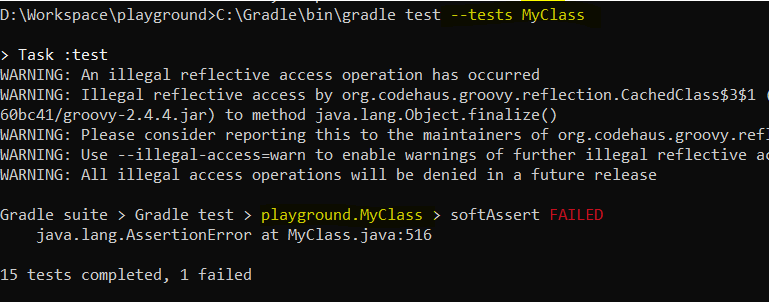 D:\Workspace\playground>C:\Gradle\bin\gradle test --tests MyClass
> Task :test
WARNING: An illegal reflective access operation has occurred
WARNING: Illegal reflective access by org.codehaus.groovy.reflection.CachedClass$3$1 (
60bc41/groovy-2.4.4.jar) to method java.lang.Object.finalize()
WARNING: Please consider reporting this to the maintainers of org.codehaus.groovy.refl
WARNING: Use --illegal-access=warn to enable warnings of further illegal reflective ac
WARNING: All illegal access operations will be denied in a future release
Gradle suite > Gradle test > playground.MyClass > softAssert FAILED
java.lang.AssertionError at MyClass.java:516
15 tests completed, 1 failed